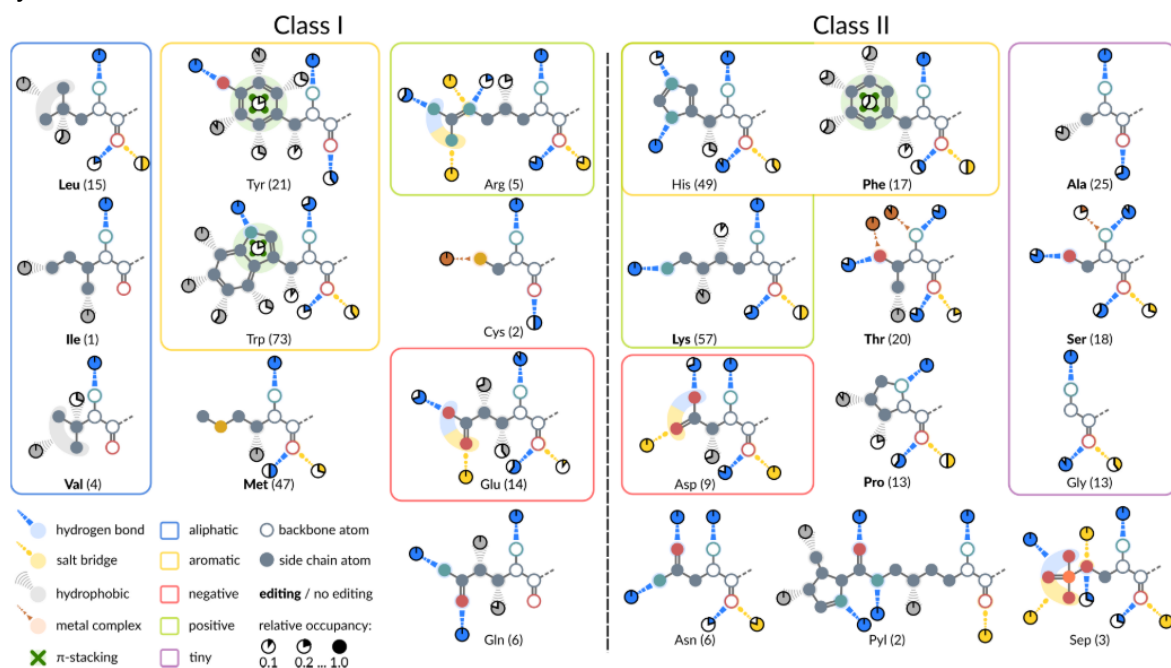 Class I
Class II
Leu (15)
Tyr (21)
Arg (5)
His (49)
Phe (17)
Ala (25)
Ile (1)
Trp (73)
Cys (2)
Lys (57)
Thr (20)
Ser (18)
Val (4)
Met (47)
Glu (14)
Asp (9)
Pro (13)
Gly (13)
Gln (6)
Asn (6)
Pyl (2)
Sep (3)
hydrogen bond
aliphatic
backbone atom
salt bridge
aromatic
side chain atom
hydrophobic
negative
editing / no editing
metal complex
positive
relative occupancy:
π-stacking
tiny
0.1 0.2 ... 1.0